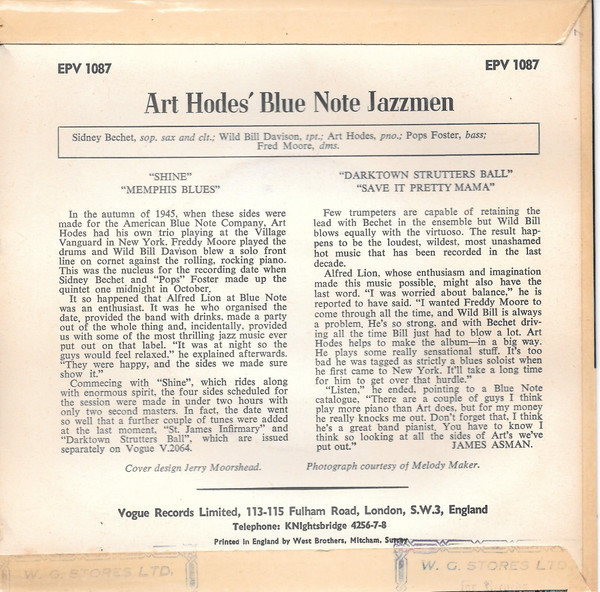 EPV 1087
EPV 1087
Art Hodes' Blue Note Jazzmen
Sidney Bechet, sop. sax and clt.; Wild Bill Davison, tpt.; Art Hodes, pno.; Pops Foster, bass;
Fred Moore, dms.
"SHINE"
"MEMPHIS BLUES"
In the autumn of 1945, when these sides were
made for the American Blue Note Company, Art
Hodes had his own trio playing at the Village
Vanguard in New York. Freddy Moore played the
drums and Wild Bill Davison blew a solo front
line on cornet against the rolling, rocking piano.
This was the nucleus for the recording date when
Sidney Bechet and "Pops" Foster made up the
quintet one midnight in October.
It so happened that Alfred Lion at Blue Note
was an enthusiast. It was he who organised the
date, provided the band with drinks, made a party
out of the whole thing and, incidentally, provided
us with some of the most thrilling jazz music ever
put out on that label. "It was at night so the
guys would feel relaxed," he explained afterwards.
"They were happy, and the sides we made sure
show it."
Commecing with "Shine", which rides along
with enormous spirit, the four sides scheduled for
the session were made in under two hours with
only two second masters. In fact, the date went
so well that a further couple of tunes were added
at the last moment, "St. James Infirmary" and
"Darktown Strutters Ball", which are issued
separately on Vogue V.2064.
"DARKTOWN STRUTTERS BALL"
"SAVE IT PRETTY MAMA"
Few trumpeters are capable of retaining the
lead with Bechet in the ensemble but Wild Bill
blows equally with the virtuoso. The result hap-
pens to be the loudest, wildest, most unashamed
hot music that has been recorded in the last
decade.
Alfred Lion, whose enthusiasm and imagination
made this music possible, might also have the
last word. "I was worried about balance," he is
reported to have said. "I wanted Freddy Moore to
come through all the time, and Wild Bill is always
a problem. He's so strong, and with Bechet driv-
ing all the time Bill just had to blow a lot. Art
Hodes helps to make the album—in a big way.
He plays some really sensational stuff. It's too
bad he was tagged as strictly a blues soloist when
he first came to New York. It'll take a long time
for him to get over that hurdle."
"Listen," he ended, pointing to a Blue Note
catalogue, "There are a couple of guys I think
play more piano than Art does, but for my money
he really knocks me out. Don't forget that. I think
he's a great band pianist. You have to know I
think so looking at all the sides of Art's we've
put out." JAMES ASMAN.
Cover design Jerry Moorshead.
Photograph courtesy of Melody Maker.
Vogue Records Limited, 113-115 Fulham Road, London, S.W.3, England
Telephone: KNIghtsbridge 4256-7-8
Printed in England by West Brothers, Mitcham, Surrey
W. G. STORES LTD.
W. G. STORES LTD.